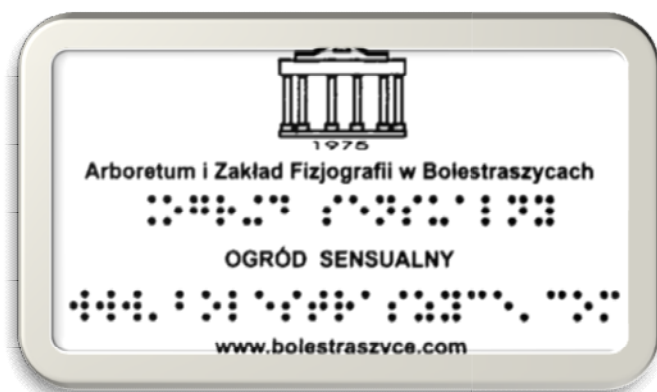 1975
Arboretum i Zakład Fizjografii w Bolestraszycach
OGRÓD SENSUALNY
www.bolestraszyce.com